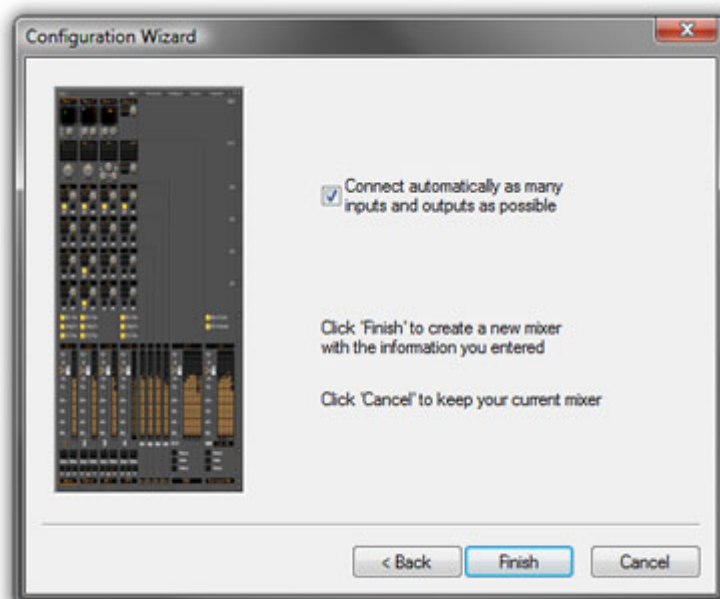 Configuration Wizard
Connect automatically as many
inputs and outputs as possible
Click 'Finish' to create a new mixer
with the information you entered
Click 'Cancel' to keep your current mixer
< Back
Finish
Cancel